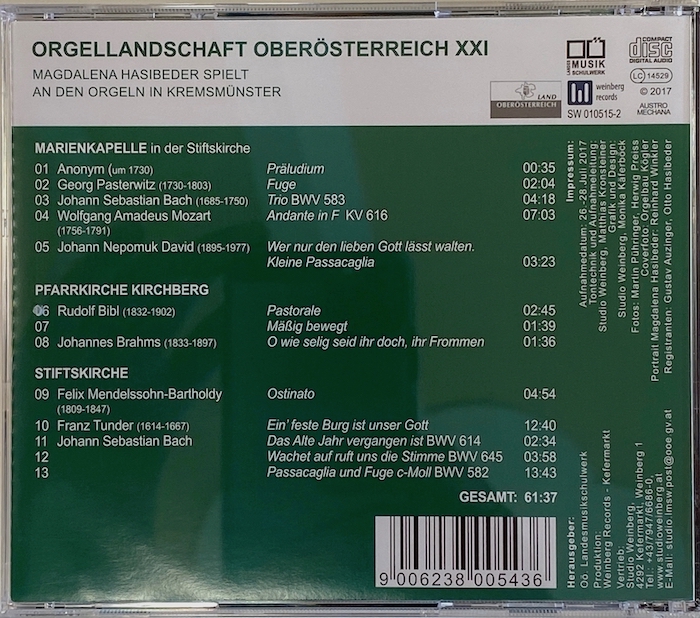 ORGELLANDSCHAFT OBERÖSTERREICH XXI
MAGDALENA HASIBEDER SPIELT
AN DEN ORGELN IN KREMSMÜNSTER
LAND
OBERÖSTERREICH
LANDES
MUSIK
SCHULWERK
weinberg
records
SW 010515-2
COMPACT
disc
DIGITAL AUDIO
LC 14529
© 2017
AUSTRO
MECHANA
MARIENKAPELLE in der Stiftskirche
01 Anonym (um 1730) Präludium 00:35
02 Georg Pasterwitz (1730-1803) Fuge 02:04
03 Johann Sebastian Bach (1685-1750) Trio BWV 583 04:18
04 Wolfgang Amadeus Mozart Andante in F KV 616 07:03
(1756-1791)
05 Johann Nepomuk David (1895-1977) Wer nur den lieben Gott lässt walten.
Kleine Passacaglia 03:23
PFARRKIRCHE KIRCHBERG
06 Rudolf Bibl (1832-1902) Pastorale 02:45
07 Mäßig bewegt 01:39
08 Johannes Brahms (1833-1897) O wie selig seid ihr doch, ihr Frommen 01:36
STIFTSKIRCHE
09 Felix Mendelssohn-Bartholdy Ostinato 04:54
(1809-1847)
10 Franz Tunder (1614-1667) Ein' feste Burg ist unser Gott 12:40
11 Johann Sebastian Bach Das Alte Jahr vergangen ist BWV 614 02:34
12 Wachet auf ruft uns die Stimme BWV 645 03:58
13 Passacaglia und Fuge c-Moll BWV 582 13:43
GESAMT: 61:37
9 006238 005436
Impressum:
Aufnahmedatum: 26.-28. Juli 2017
Tontechnik und Aufnahmeleitung:
Studio Weinberg, Matthias Kronsteiner
Grafik und Design:
Studio Weinberg, Monika Käferböck
Fotos: Martin Pühringer, Herwig Preiss
Coverfoto: Orgelbau Kögler
Portrait Magdalena Hasibeder: Reinhard Winkler
Registranten: Gustav Auzinger, Otto Hasibeder
Herausgeber:
Oö. Landesmusikschulwerk
Produktion:
Weinberg Records - Kefermarkt
Vertrieb:
Studio Weinberg,
4292 Kefermarkt, Weinberg 1
Tel.: +43/7947/6686-0,
www.studioweinberg.at
E-Mail: studio.lmsw.post@ooe.gv.at